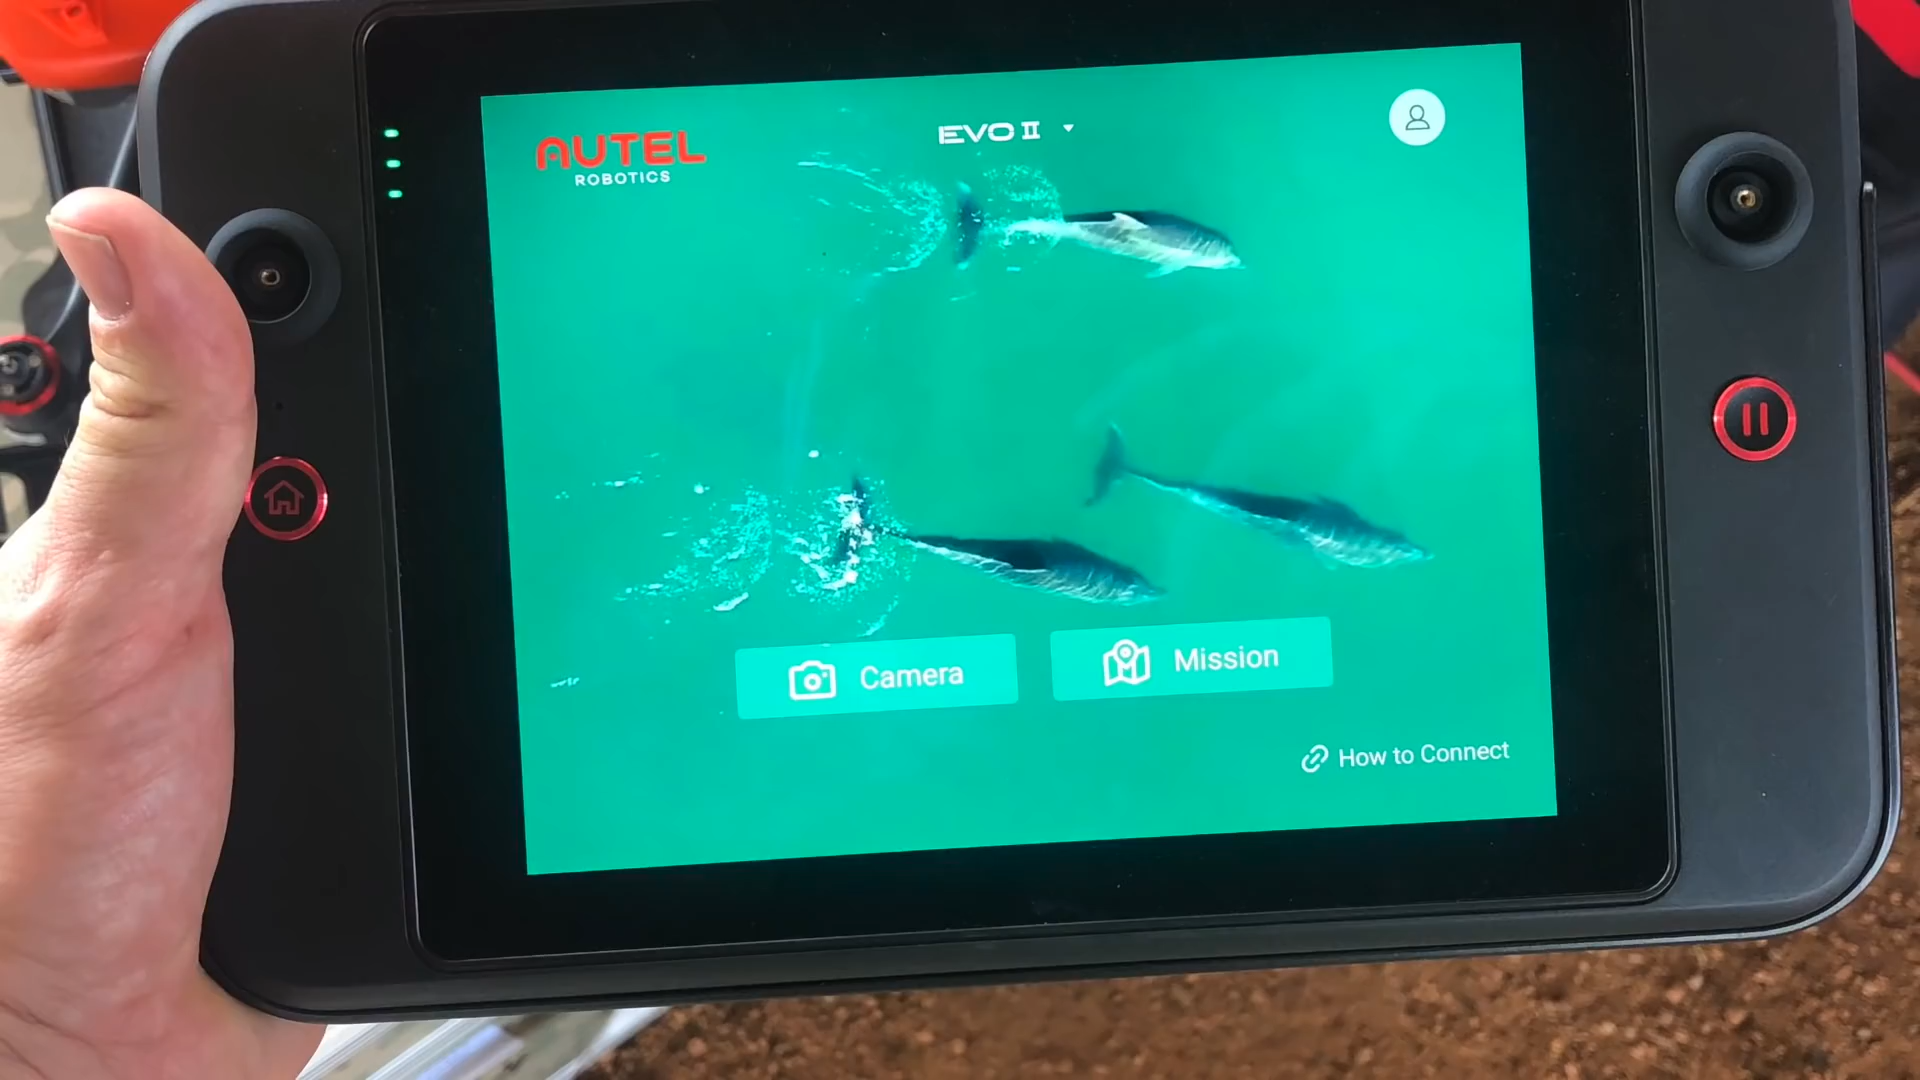 AUTEL
ROBOTICS
EVO II
Camera
Mission
How to Connect